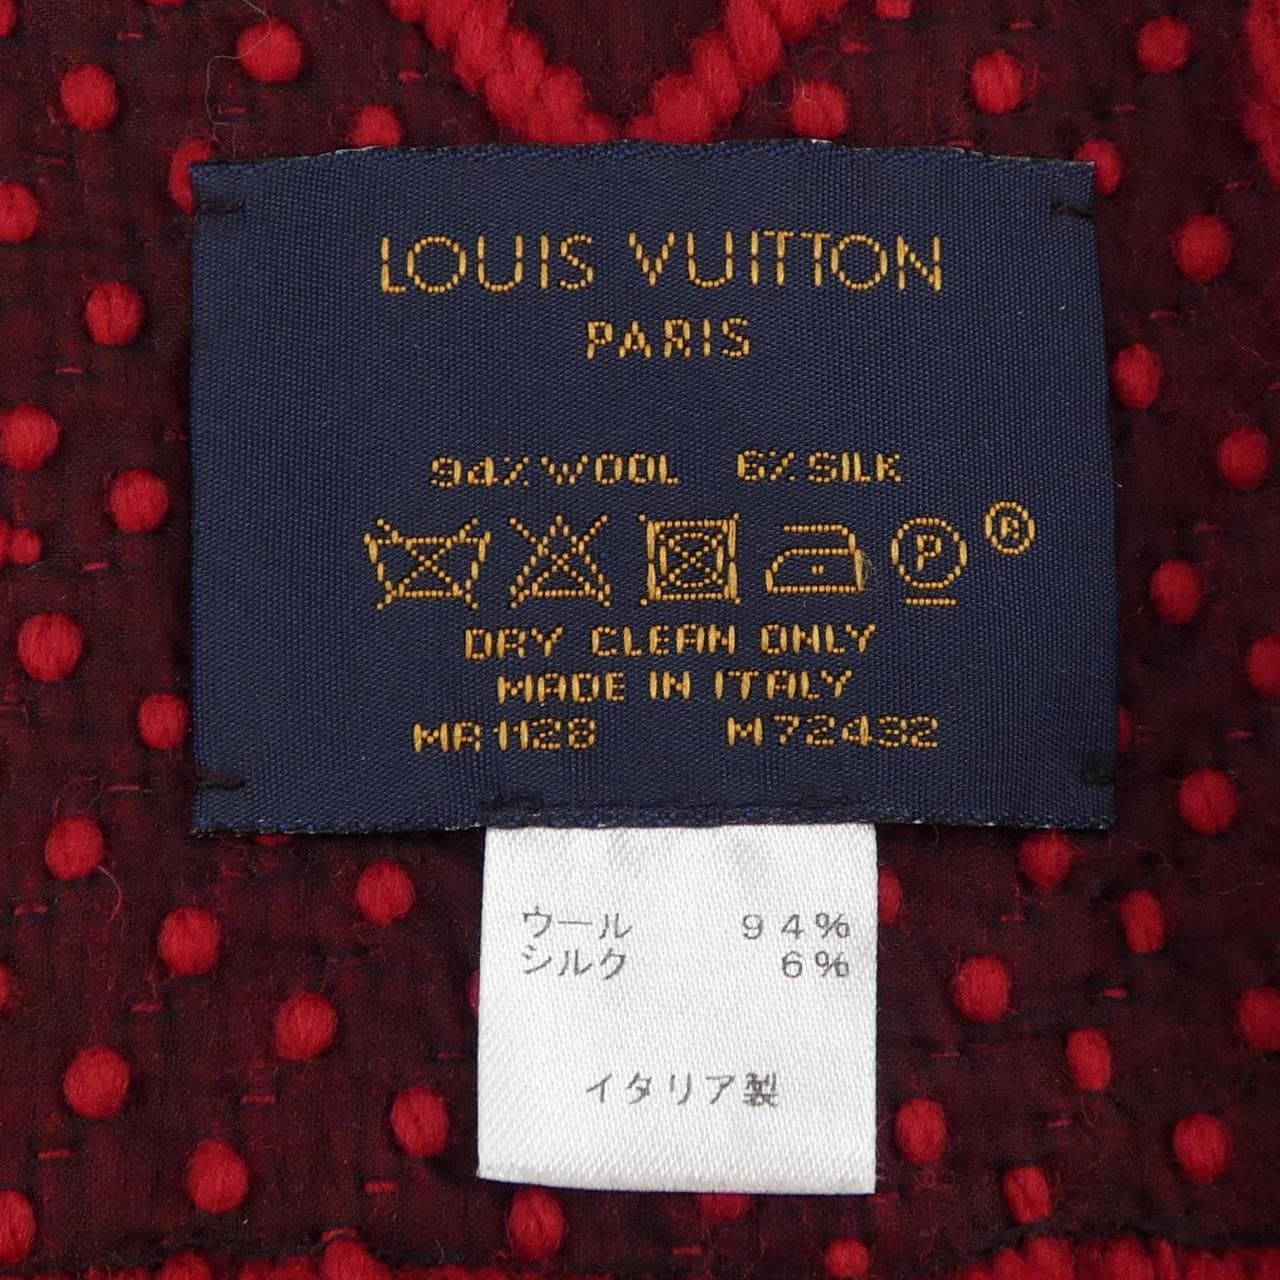 LOUIS VUITTON
PARIS
94% WOOL 6% SILK
P ®
DRY CLEAN ONLY
MADE IN ITALY
MR1128 M72432
ウール 94%
シルク 6%
イタリア製